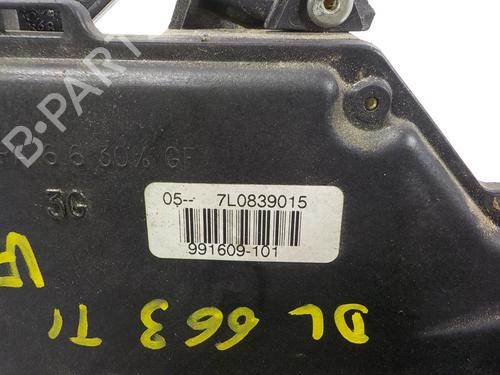 PA6 6 30% GF
3G
05-- 7L0839015
991609-101
DL 663 TI
B-PARTS